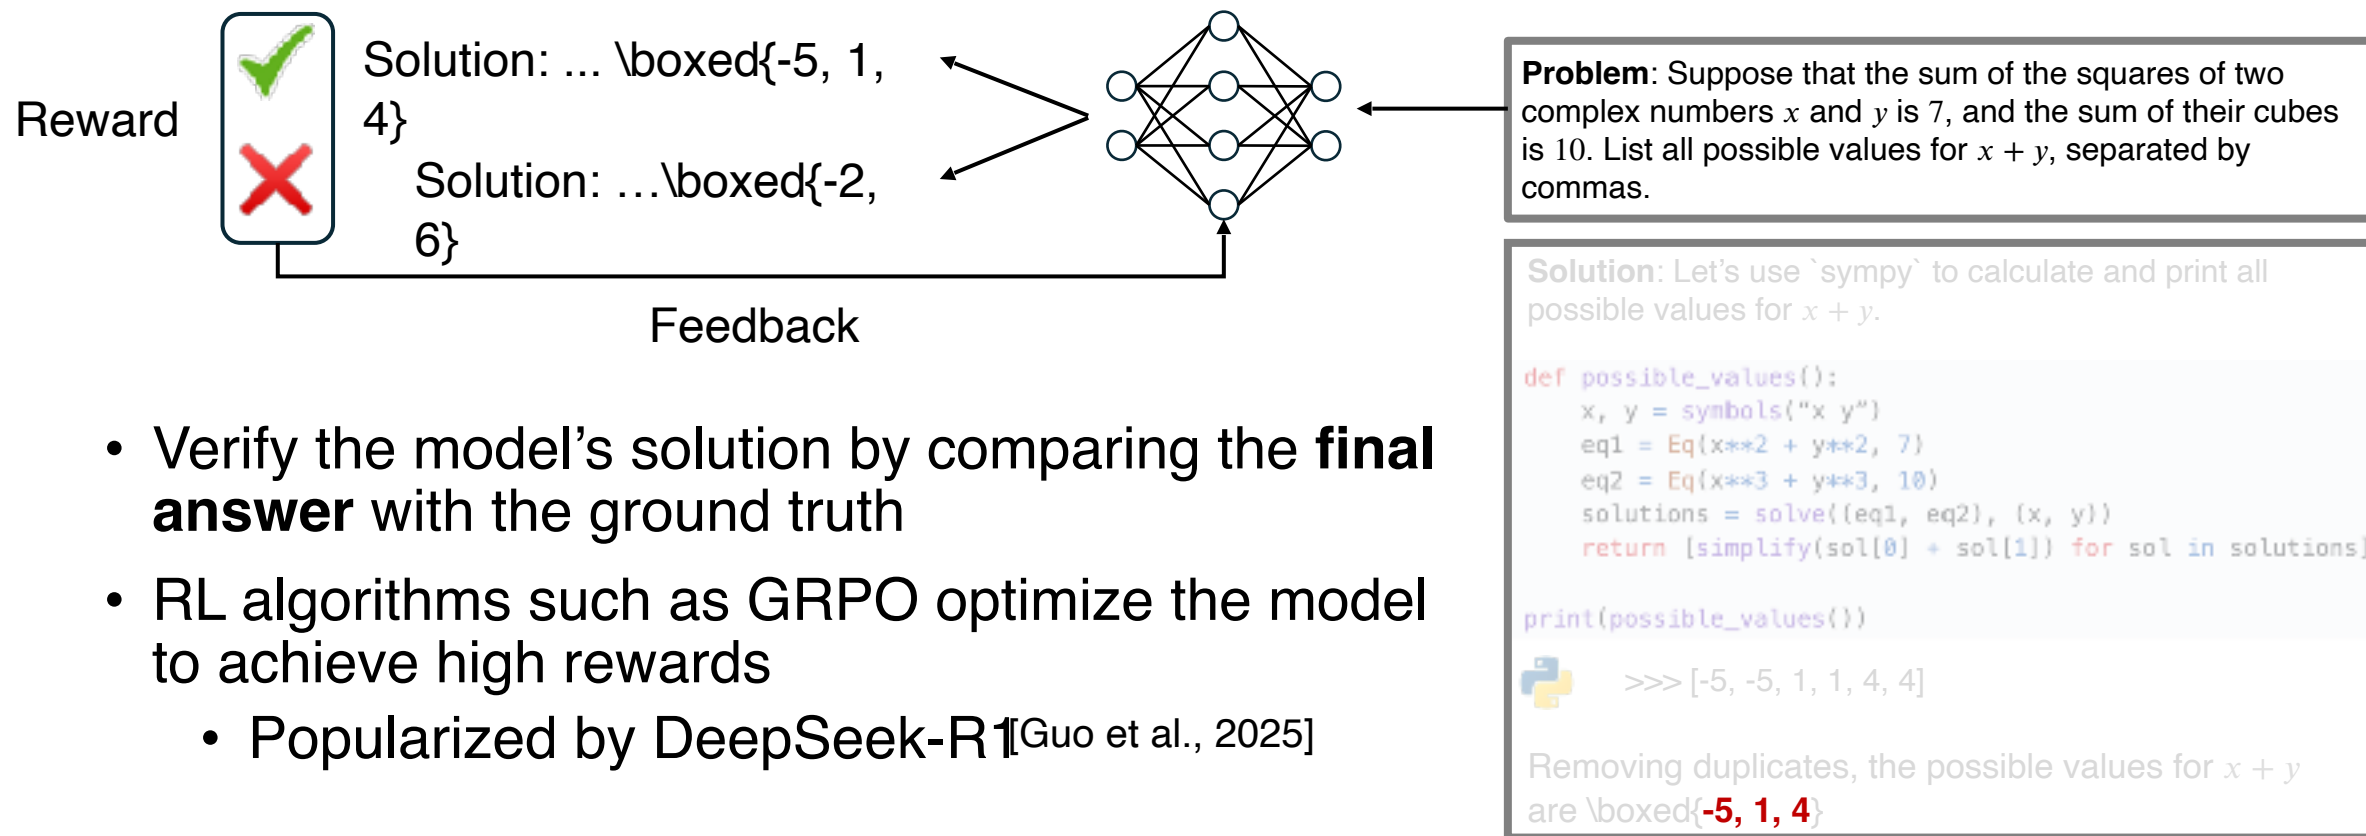 Reward
Solution: ... \boxed{-5, 1,
4}
Solution: …\boxed{-2,
6}
Feedback
Problem: Suppose that the sum of the squares of two
complex numbers x and y is 7, and the sum of their cubes
is 10. List all possible values for x + y, separated by
commas.
• Verify the model’s solution by comparing the final
answer with the ground truth
• RL algorithms such as GRPO optimize the model
to achieve high rewards
• Popularized by DeepSeek-R1[Guo et al., 2025]
Solution: Let’s use `sympy` to calculate and print all
possible values for x + y.
def possible_values():
    x, y = symbols("x y”)
    eq1 = Eq(x**2 + y**2, 7)
    eq2 = Eq(x**3 + y**3, 10)
    solutions = solve((eq1, eq2), (x, y))
    return [simplify(sol[0] + sol[1]) for sol in solutions]
print(possible_values())
>>> [-5, -5, 1, 1, 4, 4]
Removing duplicates, the possible values for x + y
are \boxed{-5, 1, 4}